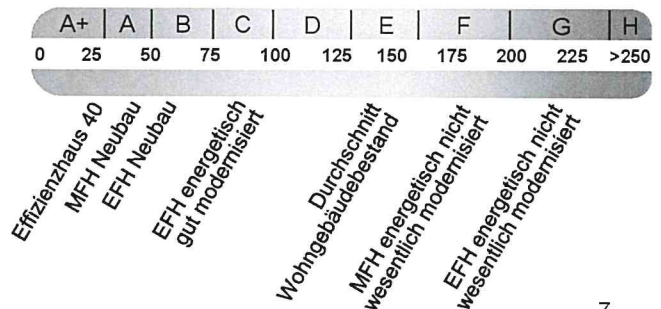 A+ A B C D E F G H
0 25 50 75 100 125 150 175 200 225 >250
Effizienzhaus 40
MFH Neubau
EFH Neubau
EFH energetisch
gut modernisiert
Durchschnitt
Wohngebäudebestand
MFH energetisch nicht
wesentlich modernisiert
EFH energetisch nicht
wesentlich modernisiert